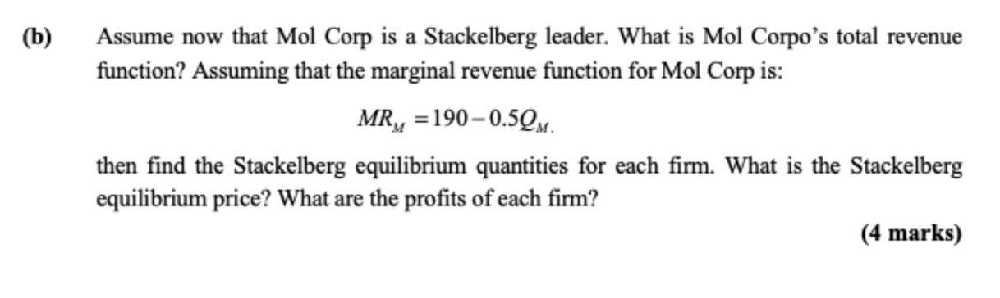 (b) Assume now that Mol Corp is a Stackelberg leader. What is Mol Corpo's total revenue
function? Assuming that the marginal revenue function for Mol Corp is:
MR_M = 190 – 0.5Q_M.
then find the Stackelberg equilibrium quantities for each firm. What is the Stackelberg
equilibrium price? What are the profits of each firm?
(4 marks)